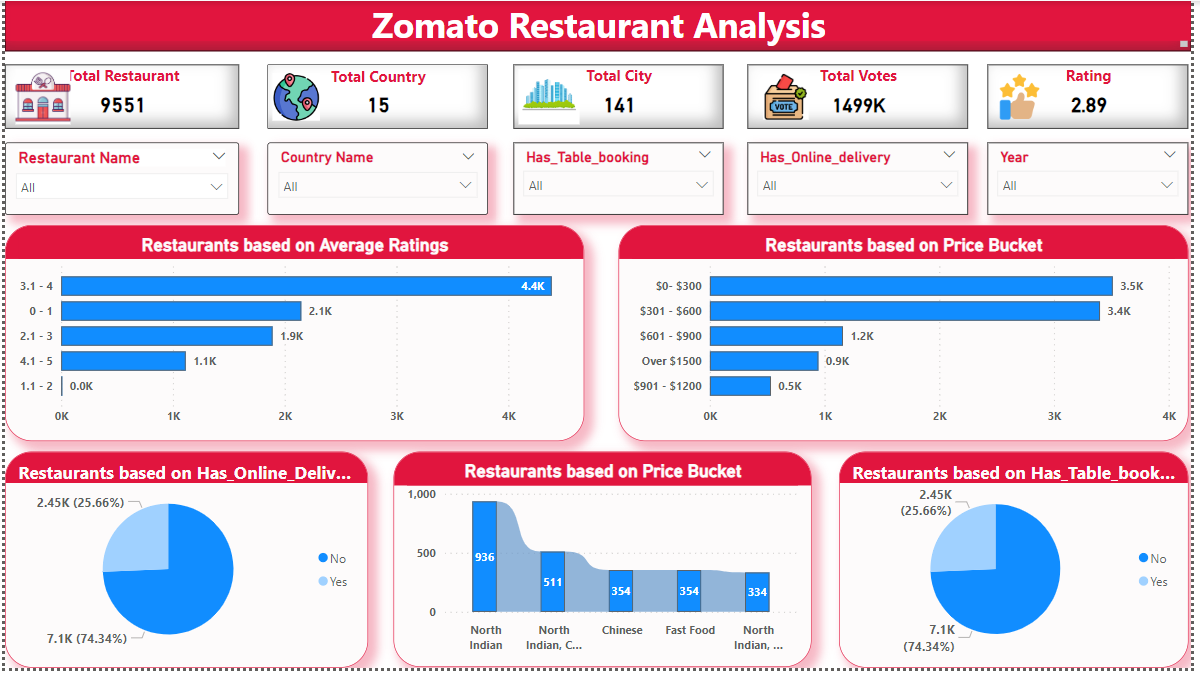 Zomato Restaurant Analysis
Total Restaurant
9551
Total Country
15
Total City
141
Total Votes
1499K
VOTE
Rating
2.89
Restaurant Name
All
Country Name
All
Has_Table_booking
All
Has_Online_delivery
All
Year
All
Restaurants based on Average Ratings
3.1 - 4
4.4K
0 - 1
2.1K
2.1 - 3
1.9K
4.1 - 5
1.1K
1.1 - 2
0.0K
0K 1K 2K 3K 4K
Restaurants based on Price Bucket
$0- $300
3.5K
$301 - $600
3.4K
$601 - $900
1.2K
Over $1500
0.9K
$901 - $1200
0.5K
0K 1K 2K 3K 4K
Restaurants based on Has_Online_Deliv...
2.45K (25.66%)
7.1K (74.34%)
No
Yes
Restaurants based on Price Bucket
1,000
500
0
936
511
354
354
334
North
Indian
North
Indian, C...
Chinese
Fast Food
North
Indian, ...
Restaurants based on Has_Table_book...
2.45K
(25.66%)
7.1K
(74.34%)
No
Yes